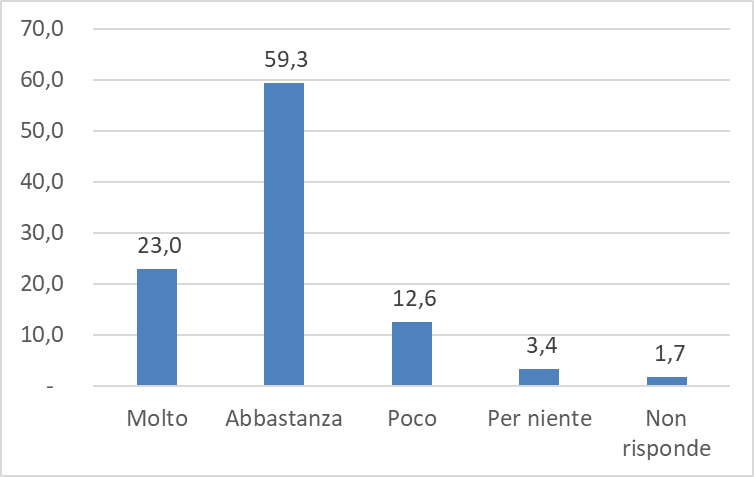 70,0
60,0
50,0
40,0
30,0
20,0
10,0
-
23,0
59,3
12,6
3,4
1,7
Molto
Abbastanza
Poco
Per niente
Non
risponde